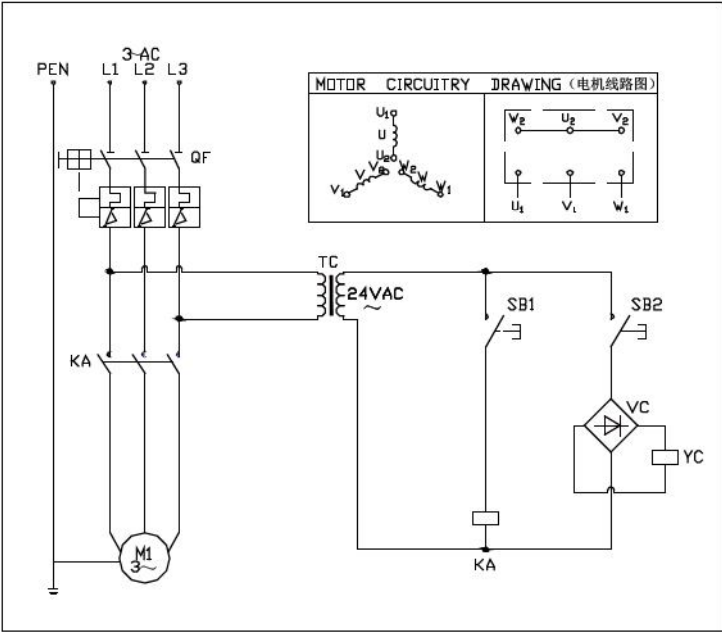 3~AC
PEN L1 L2 L3
MOTOR CIRCUITRY DRAWING (电机线路图)
U1
U
U2
V2 W2
V W
V1 W1
W2 U2 V2
U1 V1 W1
QF
TC
24VAC
~
SB1 SB2
KA
VC
YC
M1
3~
KA